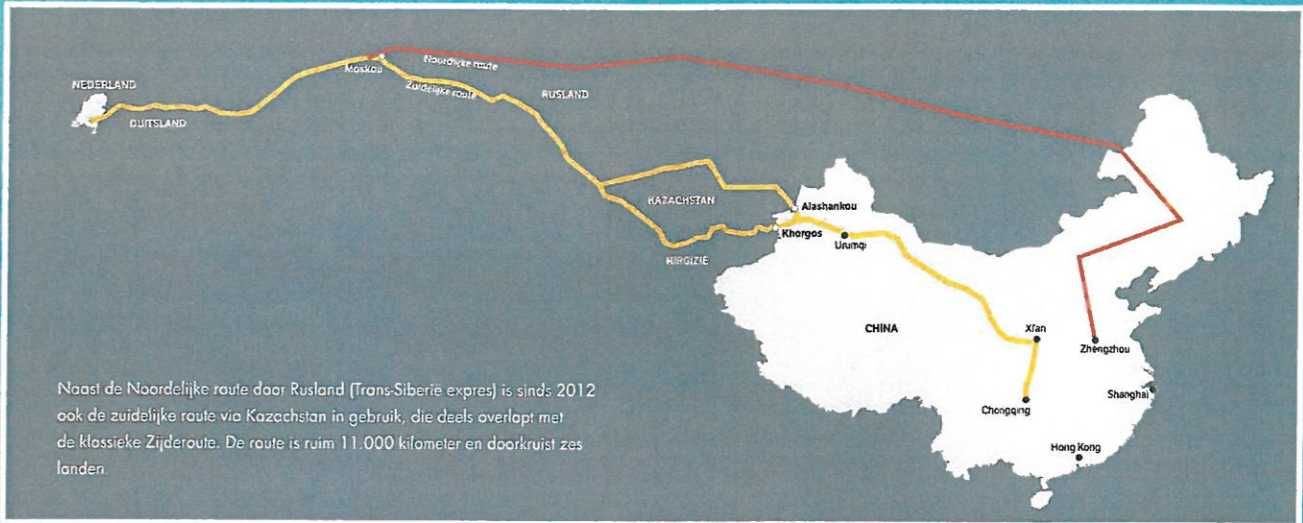 Noordlijke route
Moskou
NEDERLAND
Zuidelijke route
RUSLAND
DUITSLAND
KAZACHSTAN
Alashankou
Khorgos
Urumqi
KIRGIZIË
CHINA
Xi'an
Zhengzhou
Shanghai
Chongqing
Hong Kong
Naast de Noordelijke route door Rusland (Trans-Siberië expres) is sinds 2012
ook de zuidelijke route via Kazachstan in gebruik, die deels overlapt met
de klassieke Zijderoute. De route is ruim 11.000 kilometer en doorkruist zes
landen.